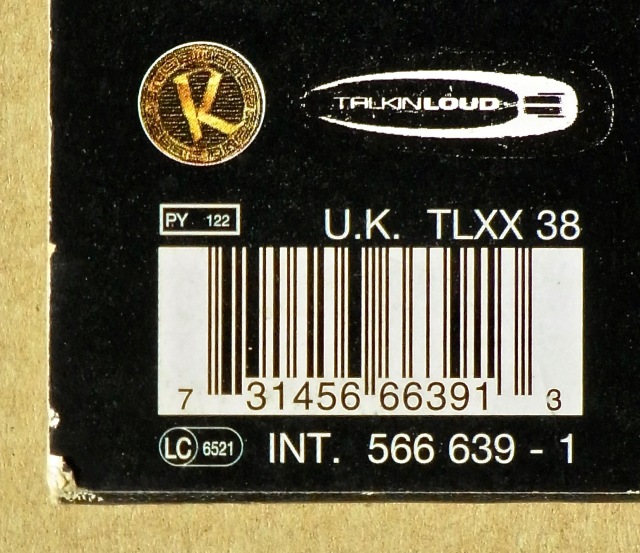 K
TALKINLOUD
PY 122
U.K. TLXX 38
7 31456 66391 3
LC 6521 INT. 566 639 - 1